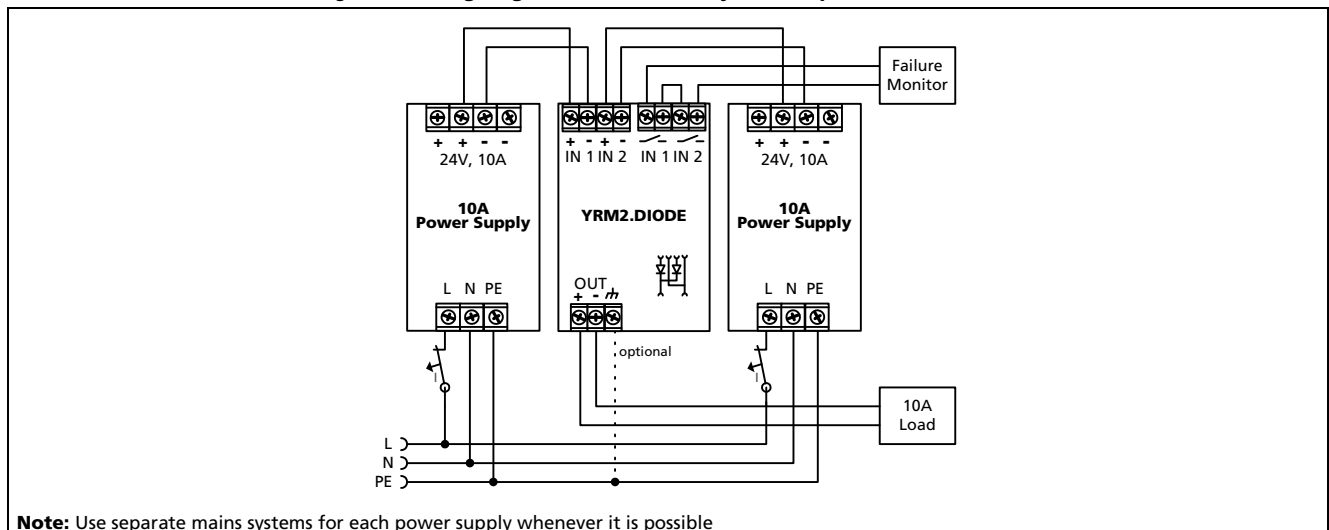 Failure
Monitor
+ + - -
24V, 10A
10A
Power Supply
L N PE
+ - + -
IN 1 IN 2 IN 1 IN 2
YRM2.DIODE
OUT
+ -
optional
+ + - -
24V, 10A
10A
Power Supply
L N PE
I
I
10A
Load
L
N
PE
Note: Use separate mains systems for each power supply whenever it is possible